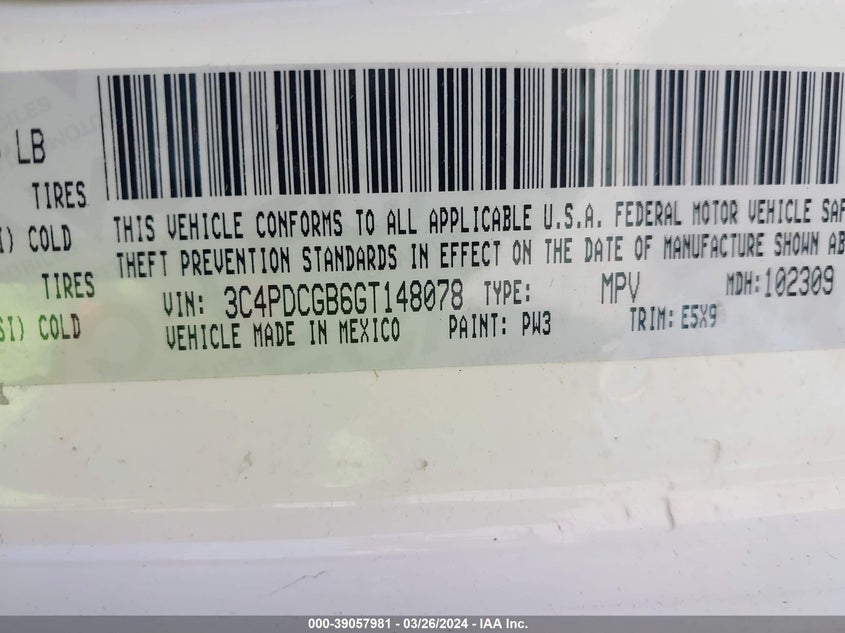 LB
TIRES
COLD
TIRES
SI) COLD
THIS VEHICLE CONFORMS TO ALL APPLICABLE U.S.A. FEDERAL MOTOR VEHICLE SAF
THEFT PREVENTION STANDARDS IN EFFECT ON THE DATE OF MANUFACTURE SHOWN AB
VIN: 3C4PDCGB6GT148078 TYPE: MPV MDH:102309
VEHICLE MADE IN MEXICO PAINT: PW3 TRIM: E5X9
000-39057981 - 03/26/2024 - IAA Inc.